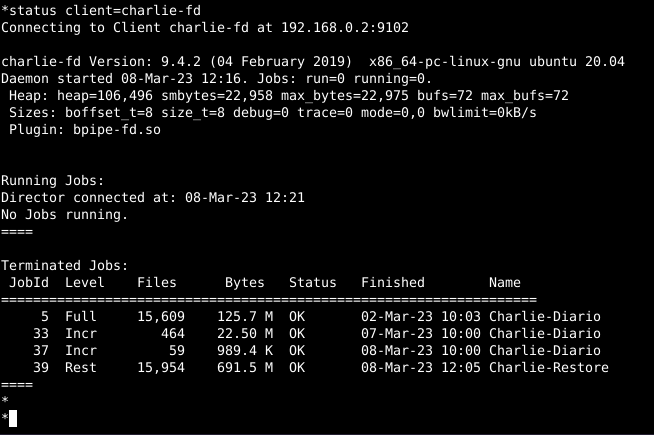 *status client=charlie-fd
Connecting to Client charlie-fd at 192.168.0.2:9102
charlie-fd Version: 9.4.2 (04 February 2019)  x86_64-pc-linux-gnu ubuntu 20.04
Daemon started 08-Mar-23 12:16. Jobs: run=0 running=0.
 Heap: heap=106,496 smbytes=22,958 max_bytes=22,975 bufs=72 max_bufs=72
 Sizes: boffset_t=8 size_t=8 debug=0 trace=0 mode=0,0 bwlimit=0kB/s
 Plugin: bpipe-fd.so
Running Jobs:
Director connected at: 08-Mar-23 12:21
No Jobs running.
====
Terminated Jobs:
 JobId  Level    Files      Bytes   Status   Finished        Name
===================================================================
     5  Full     15,609    125.7 M  OK       02-Mar-23 10:03 Charlie-Diario
    33  Incr        464    22.50 M  OK       07-Mar-23 10:00 Charlie-Diario
    37  Incr         59    989.4 K  OK       08-Mar-23 10:00 Charlie-Diario
    39  Rest     15,954    691.5 M  OK       08-Mar-23 12:05 Charlie-Restore
====
*
*